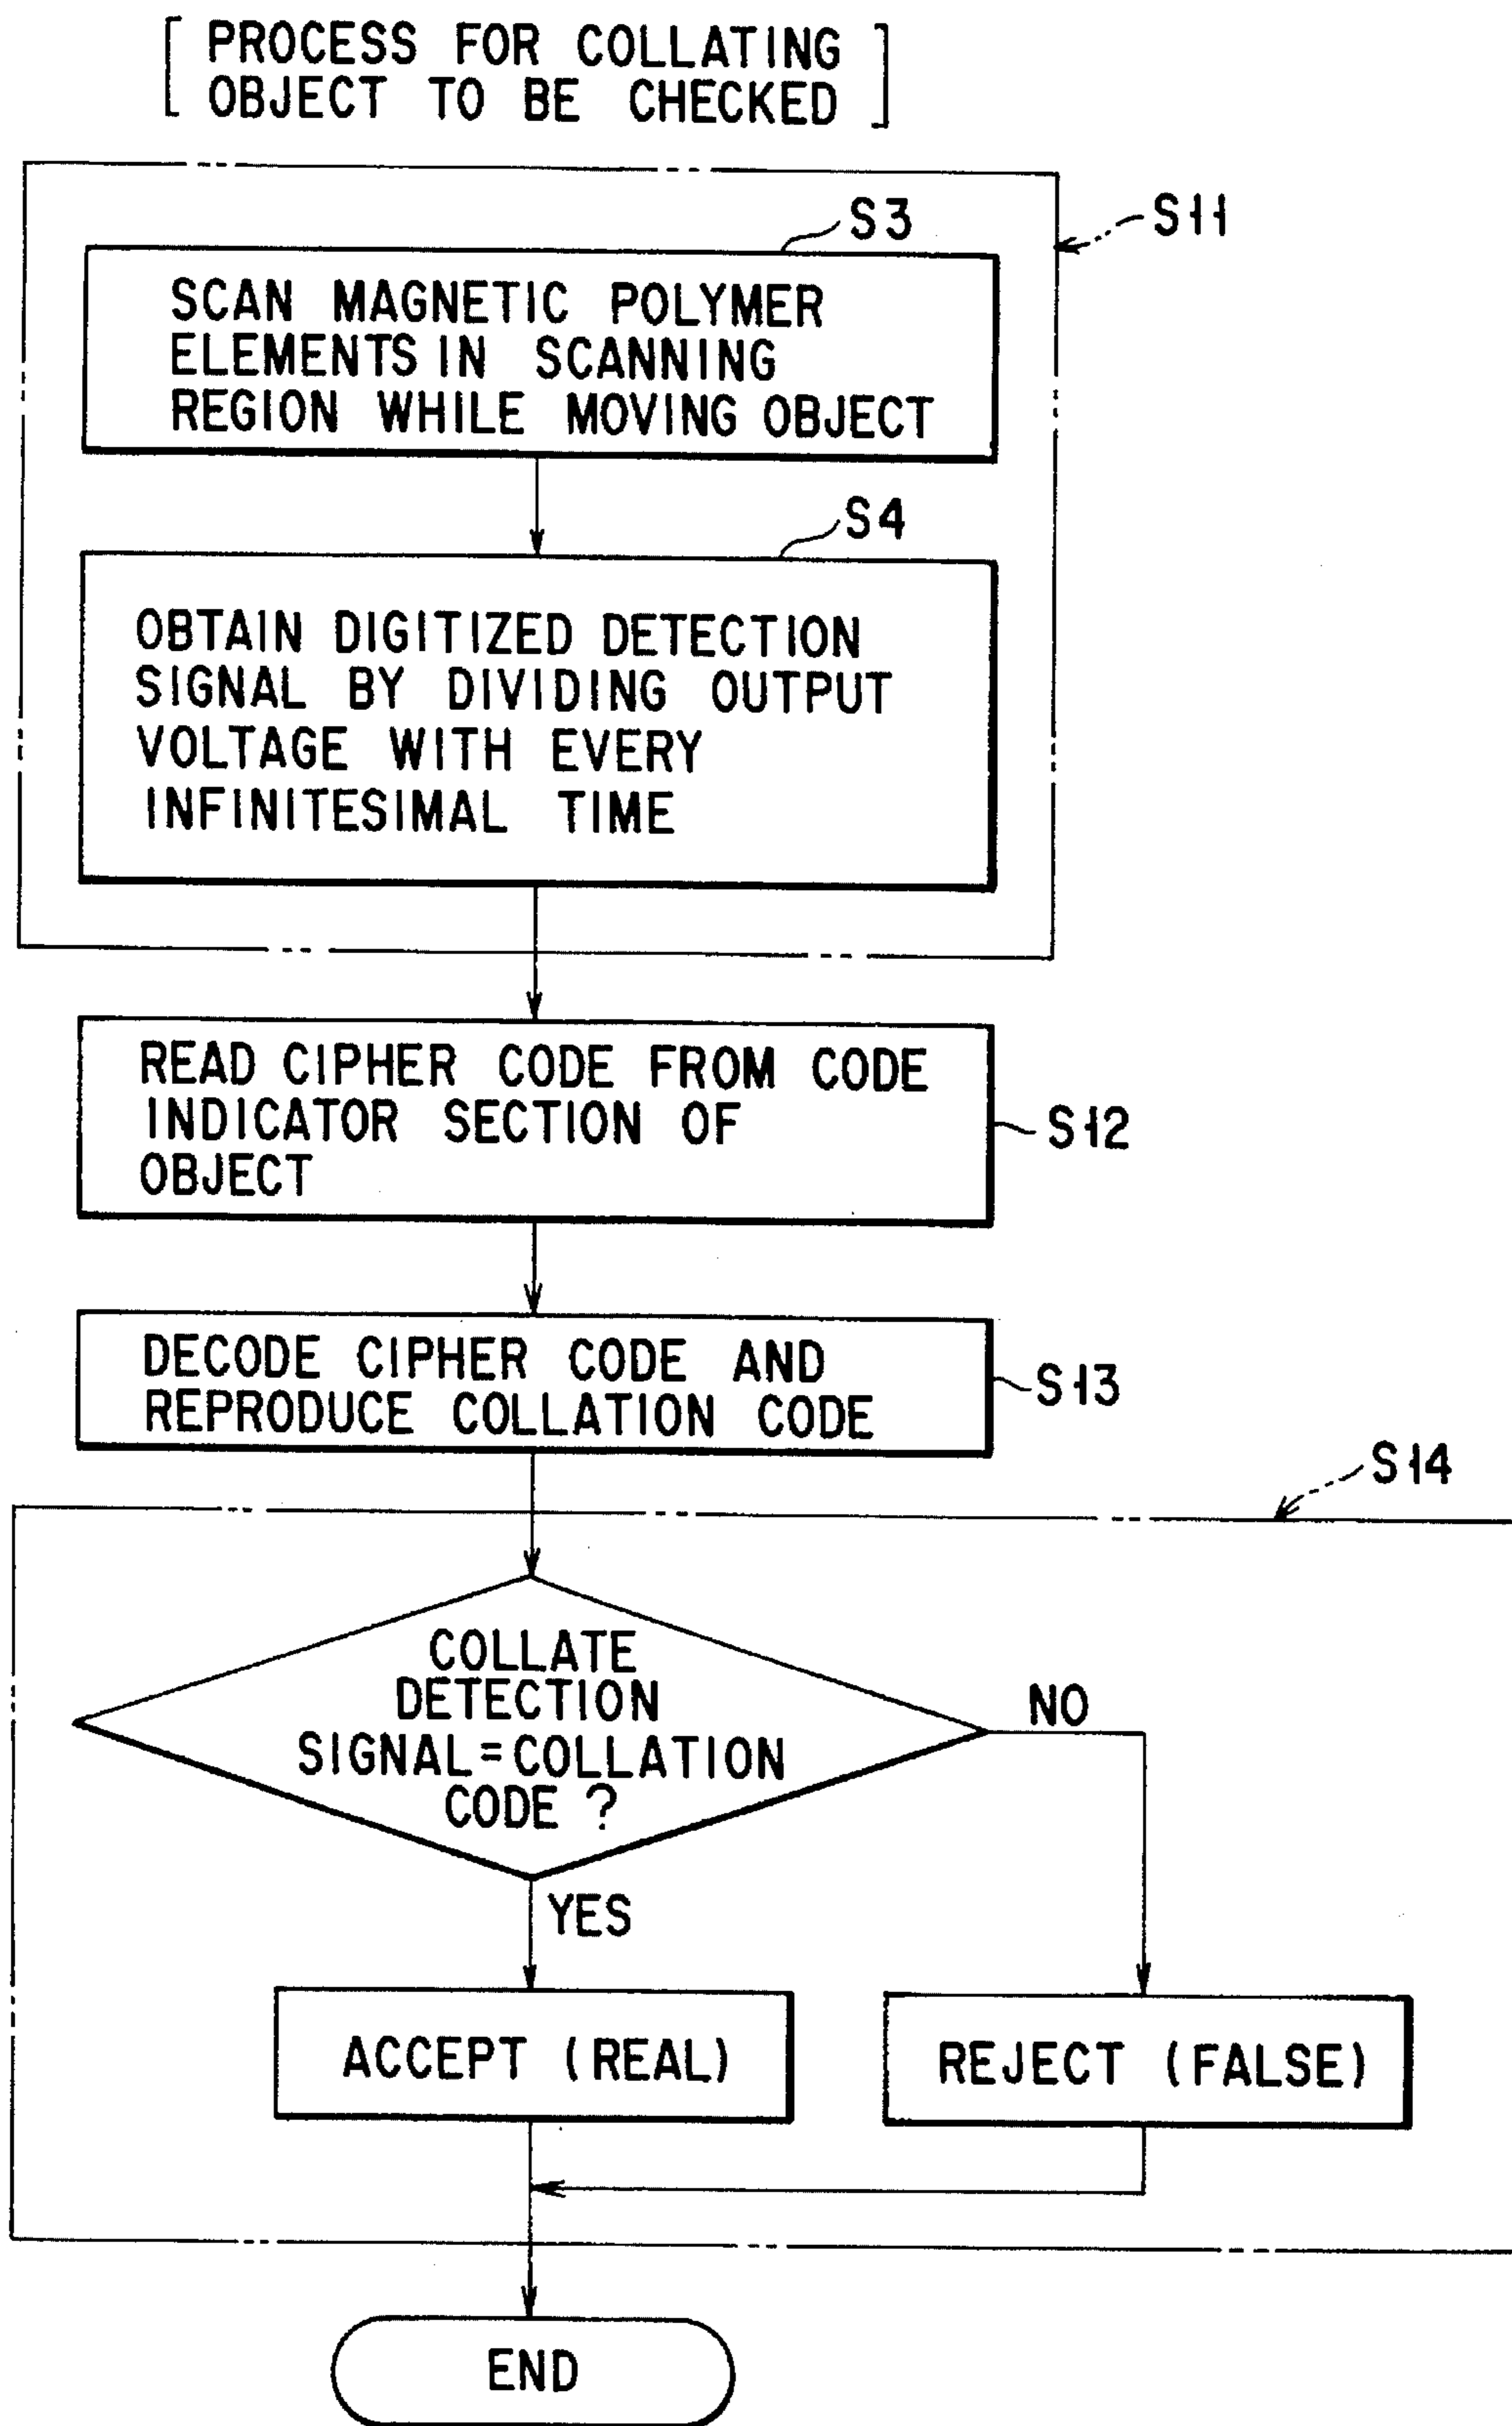 [ PROCESS FOR COLLATING
OBJECT TO BE CHECKED ]
S11
S3
SCAN MAGNETIC POLYMER
ELEMENTS IN SCANNING
REGION WHILE MOVING OBJECT
S4
OBTAIN DIGITIZED DETECTION
SIGNAL BY DIVIDING OUTPUT
VOLTAGE WITH EVERY
INFINITESIMAL TIME
READ CIPHER CODE FROM CODE
INDICATOR SECTION OF
OBJECT
S12
DECODE CIPHER CODE AND
REPRODUCE COLLATION CODE
S13
S14
COLLATE
DETECTION
SIGNAL=COLLATION
CODE ?
NO
YES
ACCEPT (REAL)
REJECT (FALSE)
END